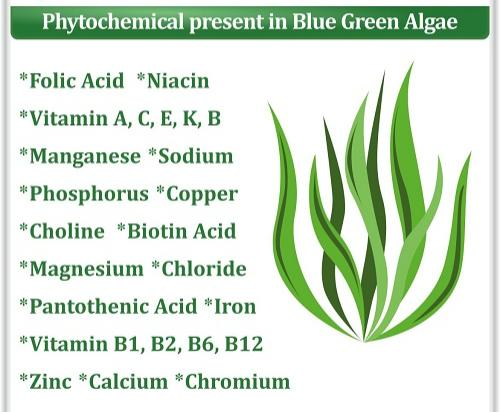 Phytochemical present in Blue Green Algae
*Folic Acid *Niacin
*Vitamin A, C, E, K, B
*Manganese *Sodium
*Phosphorus *Copper
*Choline *Biotin Acid
*Magnesium *Chloride
*Pantothenic Acid *Iron
*Vitamin B1, B2, B6, B12
*Zinc *Calcium *Chromium